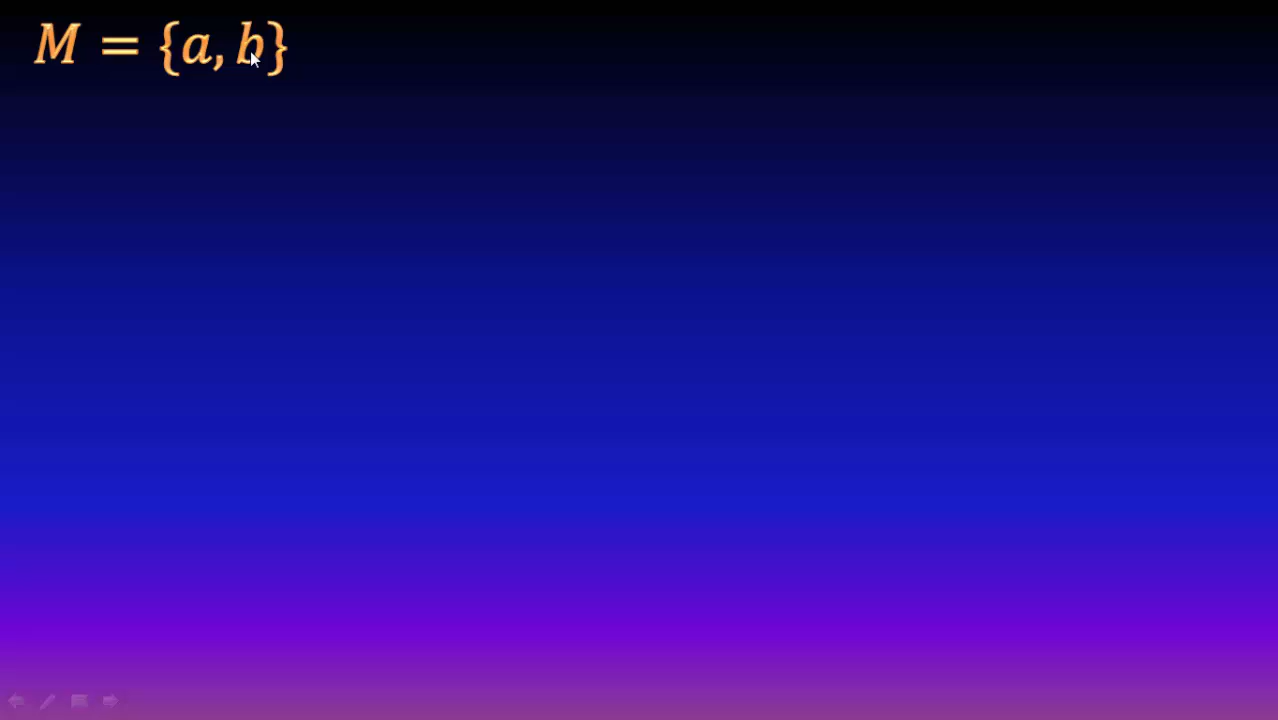 M = {a, b}